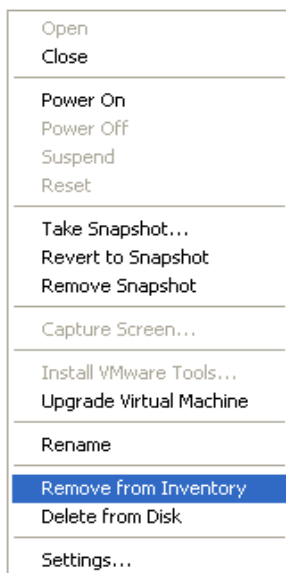 Open
Close
Power On
Power Off
Suspend
Reset
Take Snapshot...
Revert to Snapshot
Remove Snapshot
Capture Screen...
Install VMware Tools...
Upgrade Virtual Machine
Rename
Remove from Inventory
Delete from Disk
Settings...